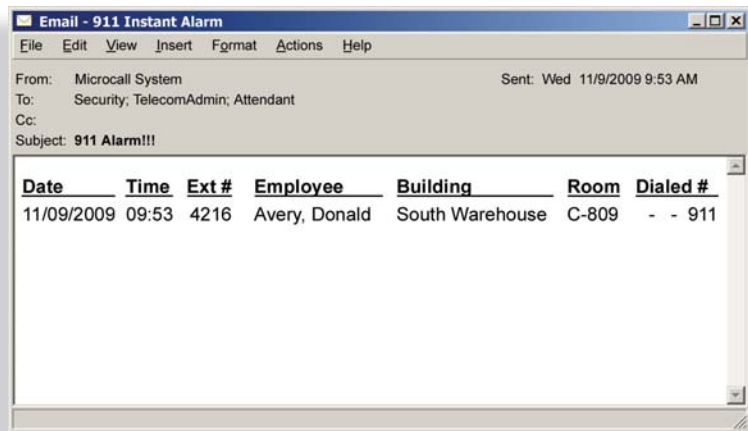 Email - 911 Instant Alarm
File Edit View Insert Format Actions Help
From: Microcall System Sent: Wed 11/9/2009 9:53 AM
To: Security; TelecomAdmin; Attendant
Cc:
Subject: 911 Alarm!!!
Date Time Ext # Employee Building Room Dialed #
11/09/2009 09:53 4216 Avery, Donald South Warehouse C-809 - - 911